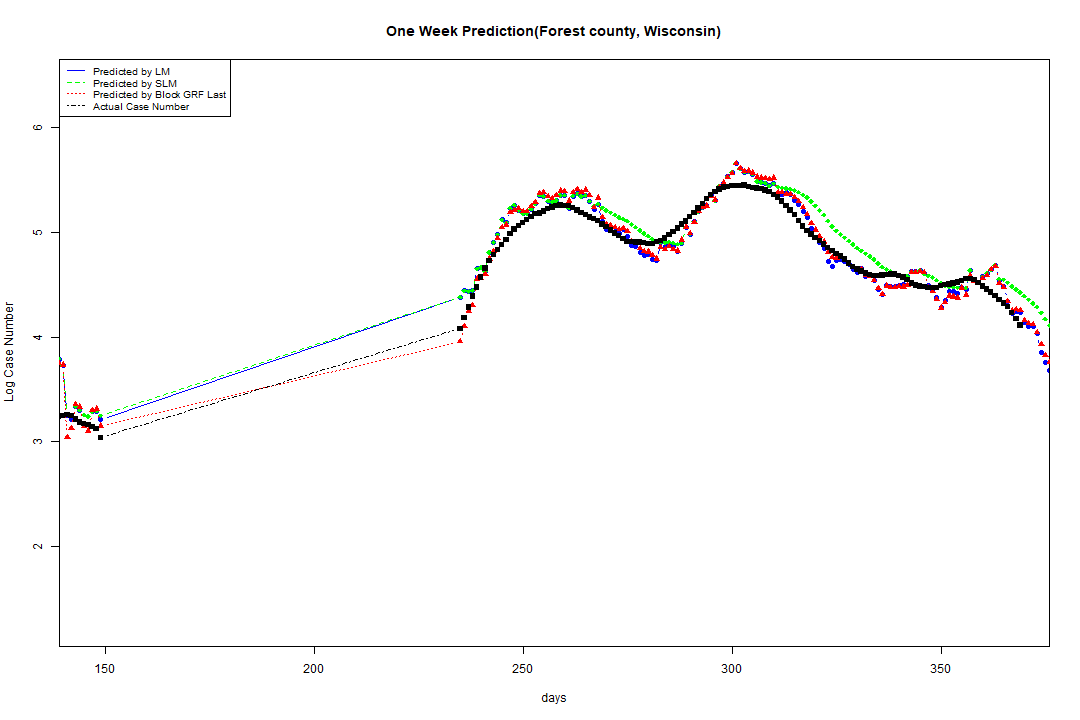 One Week Prediction(Forest county, Wisconsin)
Predicted by LM
Predicted by SLM
Predicted by Block GRF Last
Actual Case Number
Log Case Number
6
5
4
3
2
150 200 250 300 350
days